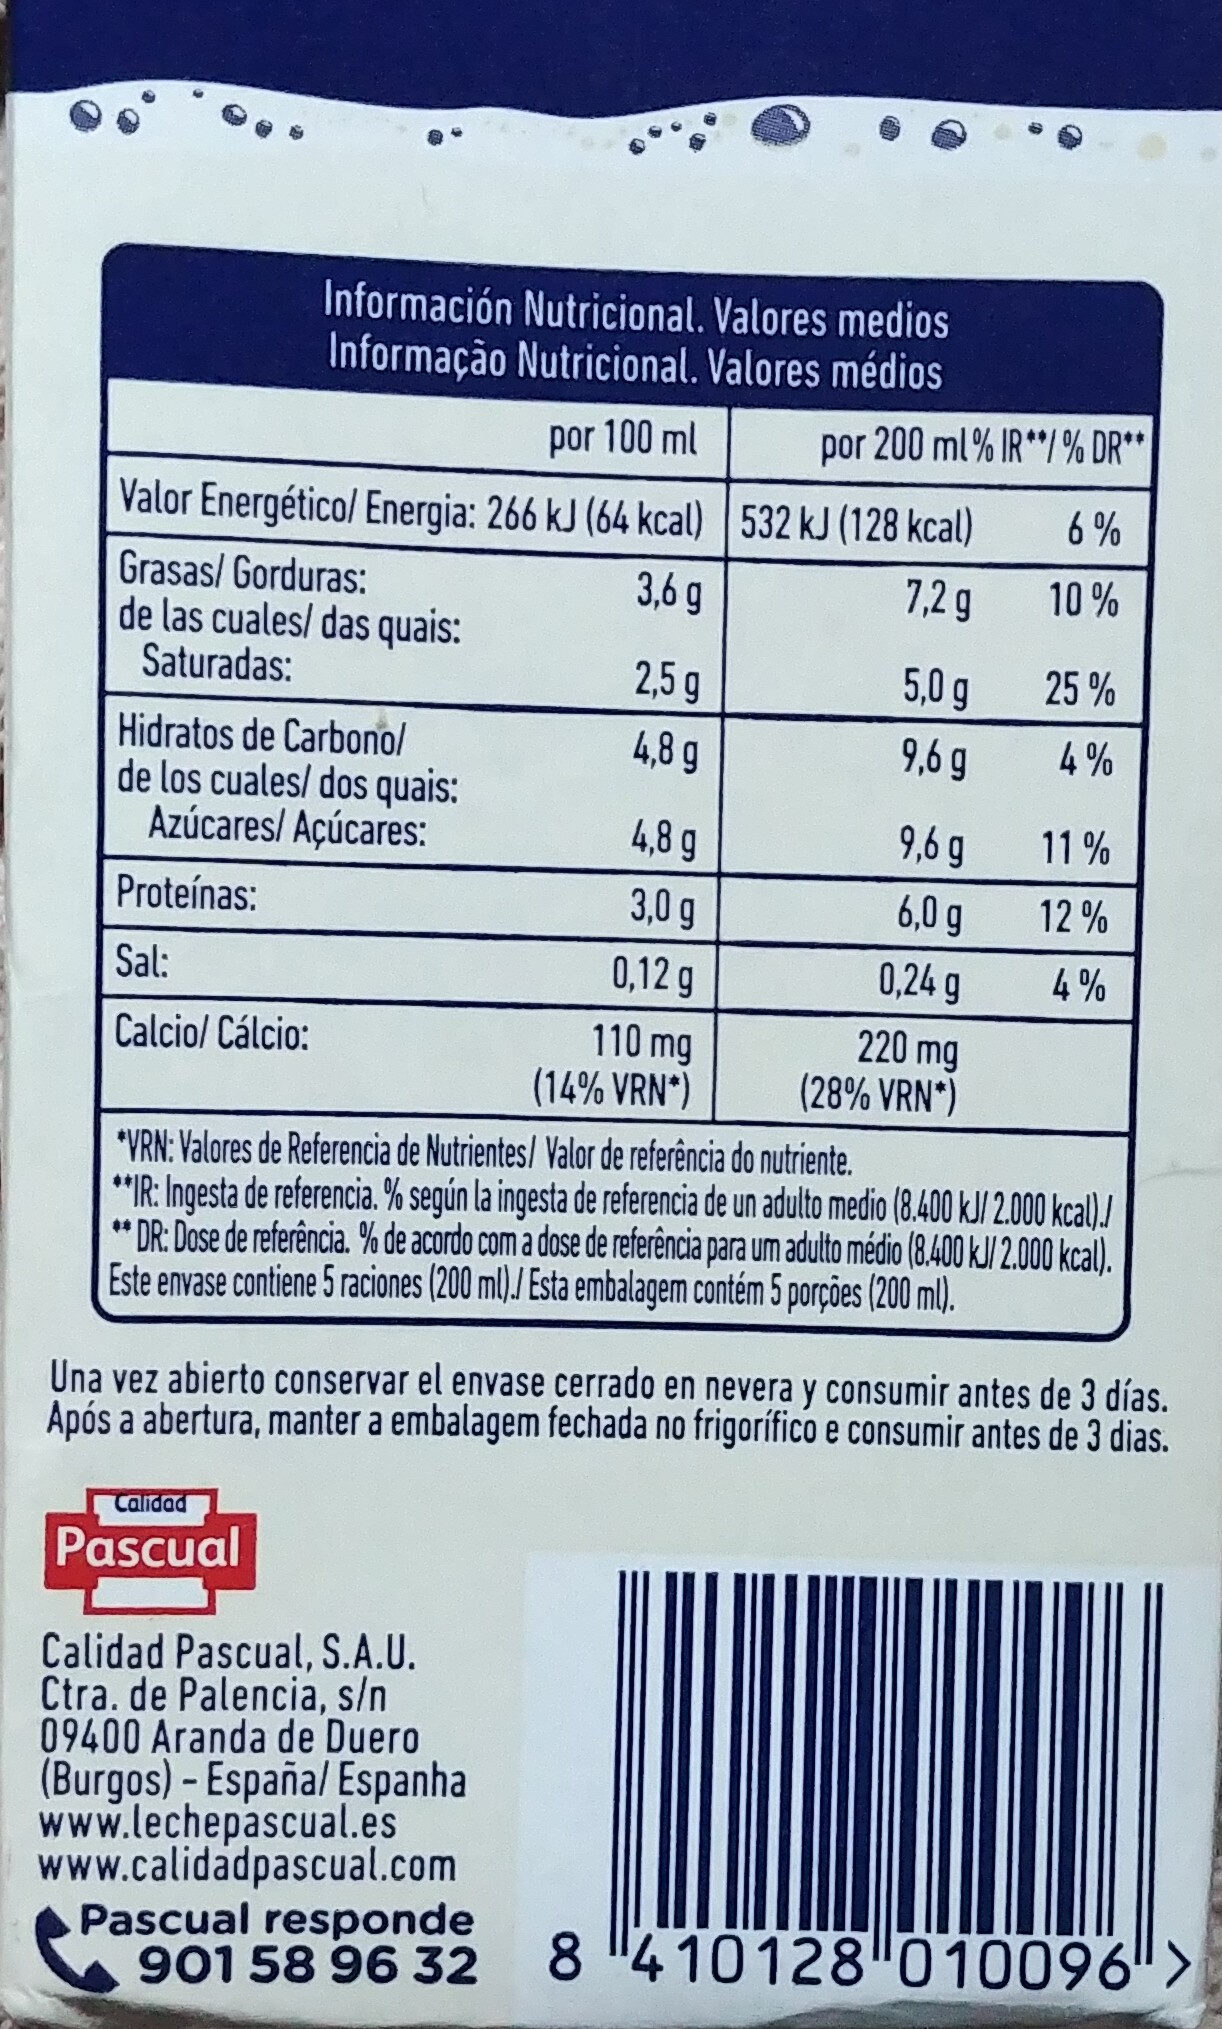 Información Nutricional. Valores medios
Informação Nutricional. Valores médios
por 100 ml por 200 ml % IR**/ % DR**
Valor Energético/ Energia: 266 kJ (64 kcal) 532 kJ (128 kcal) 6 %
Grasas/ Gorduras: 3,6 g 7,2 g 10 %
de las cuales/ das quais:
Saturadas: 2,5 g 5,0 g 25 %
Hidratos de Carbono/ 4,8 g 9,6 g 4 %
de los cuales/ dos quais:
Azúcares/ Açúcares: 4,8 g 9,6 g 11 %
Proteínas: 3,0 g 6,0 g 12 %
Sal: 0,12 g 0,24 g 4 %
Calcio/ Cálcio: 110 mg 220 mg
(14% VRN*) (28% VRN*)
*VRN: Valores de Referencia de Nutrientes/ Valor de referência do nutriente.
**IR: Ingesta de referencia. % según la ingesta de referencia de un adulto medio (8.400 kJ/ 2.000 kcal)./
** DR: Dose de referência. % de acordo com a dose de referência para um adulto médio (8.400 kJ/ 2.000 kcal).
Este envase contiene 5 raciones (200 ml)./ Esta embalagem contém 5 porções (200 ml).
Una vez abierto conservar el envase cerrado en nevera y consumir antes de 3 días.
Após a abertura, manter a embalagem fechada no frigorífico e consumir antes de 3 dias.
Calidad
Pascual
Calidad Pascual, S.A.U.
Ctra. de Palencia, s/n
09400 Aranda de Duero
(Burgos) - España/ Espanha
www.lechepascual.es
www.calidadpascual.com
Pascual responde
901 58 96 32
8 410128 010096 >